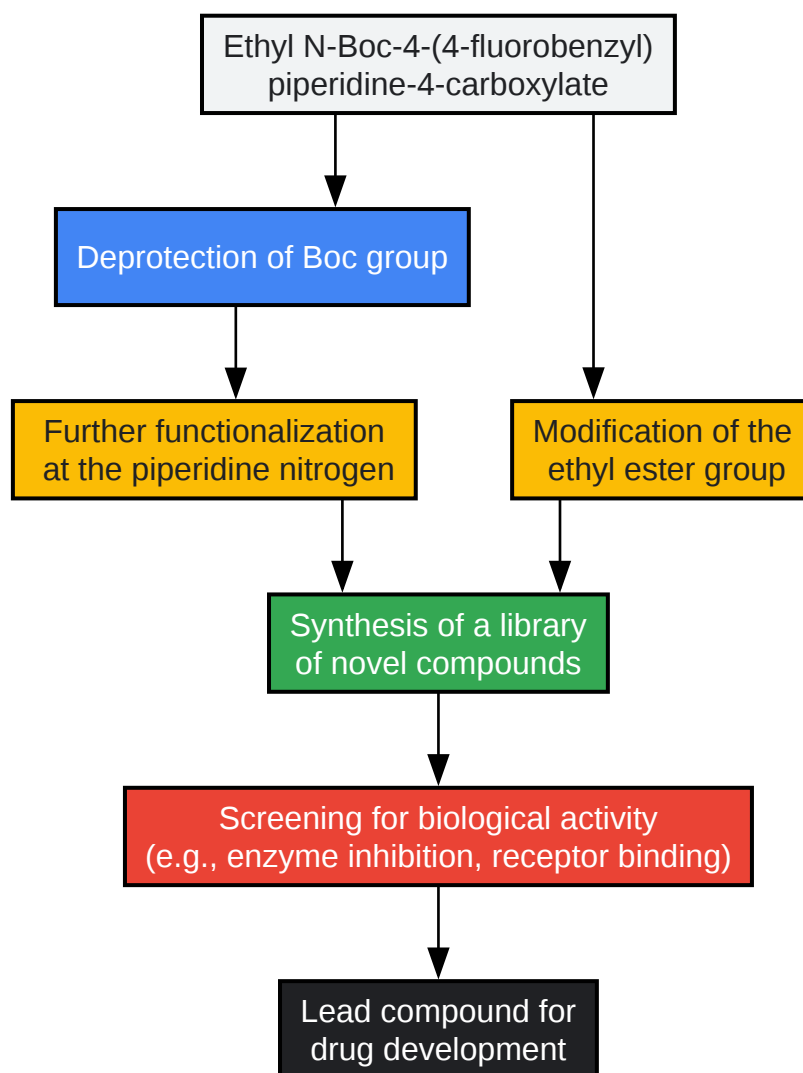 Ethyl N-Boc-4-(4-fluorobenzyl)
piperidine-4-carboxylate
Deprotection of Boc group
Further functionalization
at the piperidine nitrogen
Modification of the
ethyl ester group
Synthesis of a library
of novel compounds
Screening for biological activity
(e.g., enzyme inhibition, receptor binding)
Lead compound for
drug development